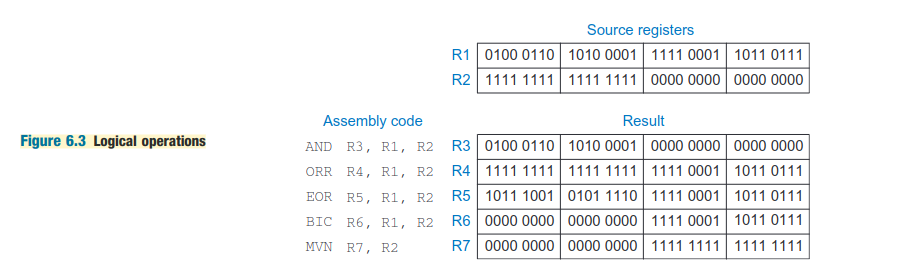 Source registers
R1 0100 0110 1010 0001 1111 0001 1011 0111
R2 1111 1111 1111 1111 0000 0000 0000 0000
Assembly code Result
Figure 6.3 Logical operations
AND R3, R1, R2 R3 0100 0110 1010 0001 0000 0000 0000 0000
ORR R4, R1, R2 R4 1111 1111 1111 1111 1111 0001 1011 0111
EOR R5, R1, R2 R5 1011 1001 0101 1110 1111 0001 1011 0111
BIC R6, R1, R2 R6 0000 0000 0000 0000 1111 0001 1011 0111
MVN R7, R2 R7 0000 0000 0000 0000 1111 1111 1111 1111